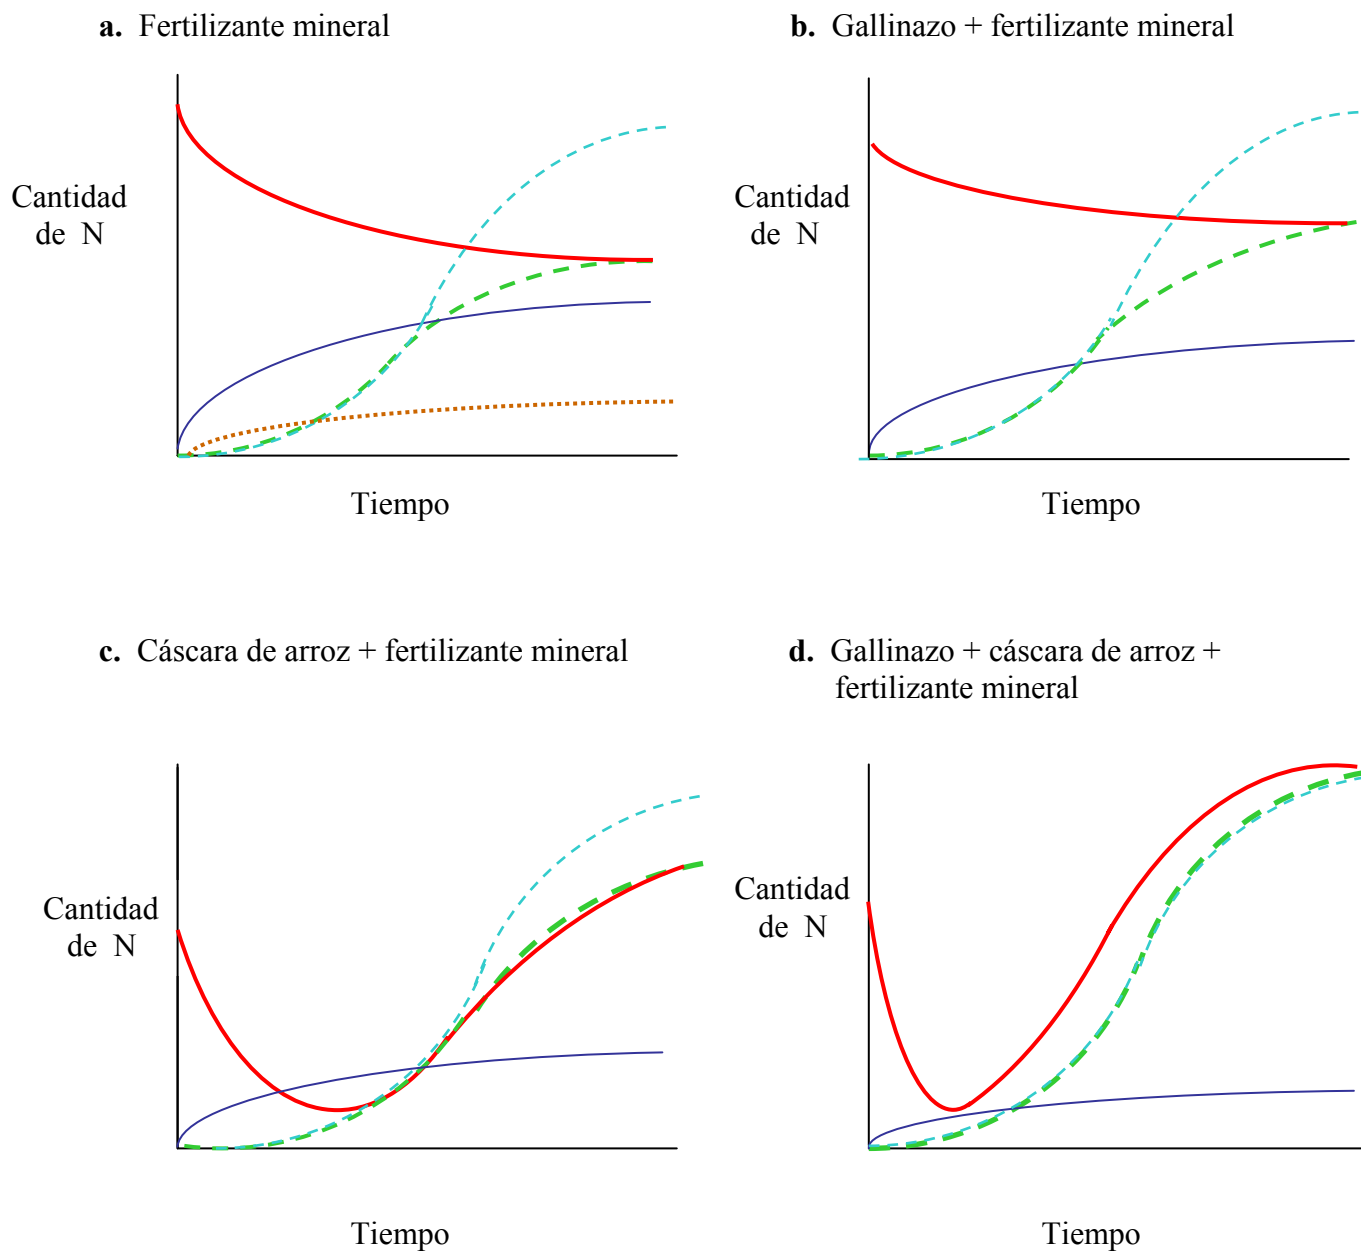 a. Fertilizante mineral
b. Gallinazo + fertilizante mineral
Cantidad
de N
Cantidad
de N
Tiempo
Tiempo
c. Cáscara de arroz + fertilizante mineral
d. Gallinazo + cáscara de arroz +
fertilizante mineral
Cantidad
de N
Cantidad
de N
Tiempo
Tiempo